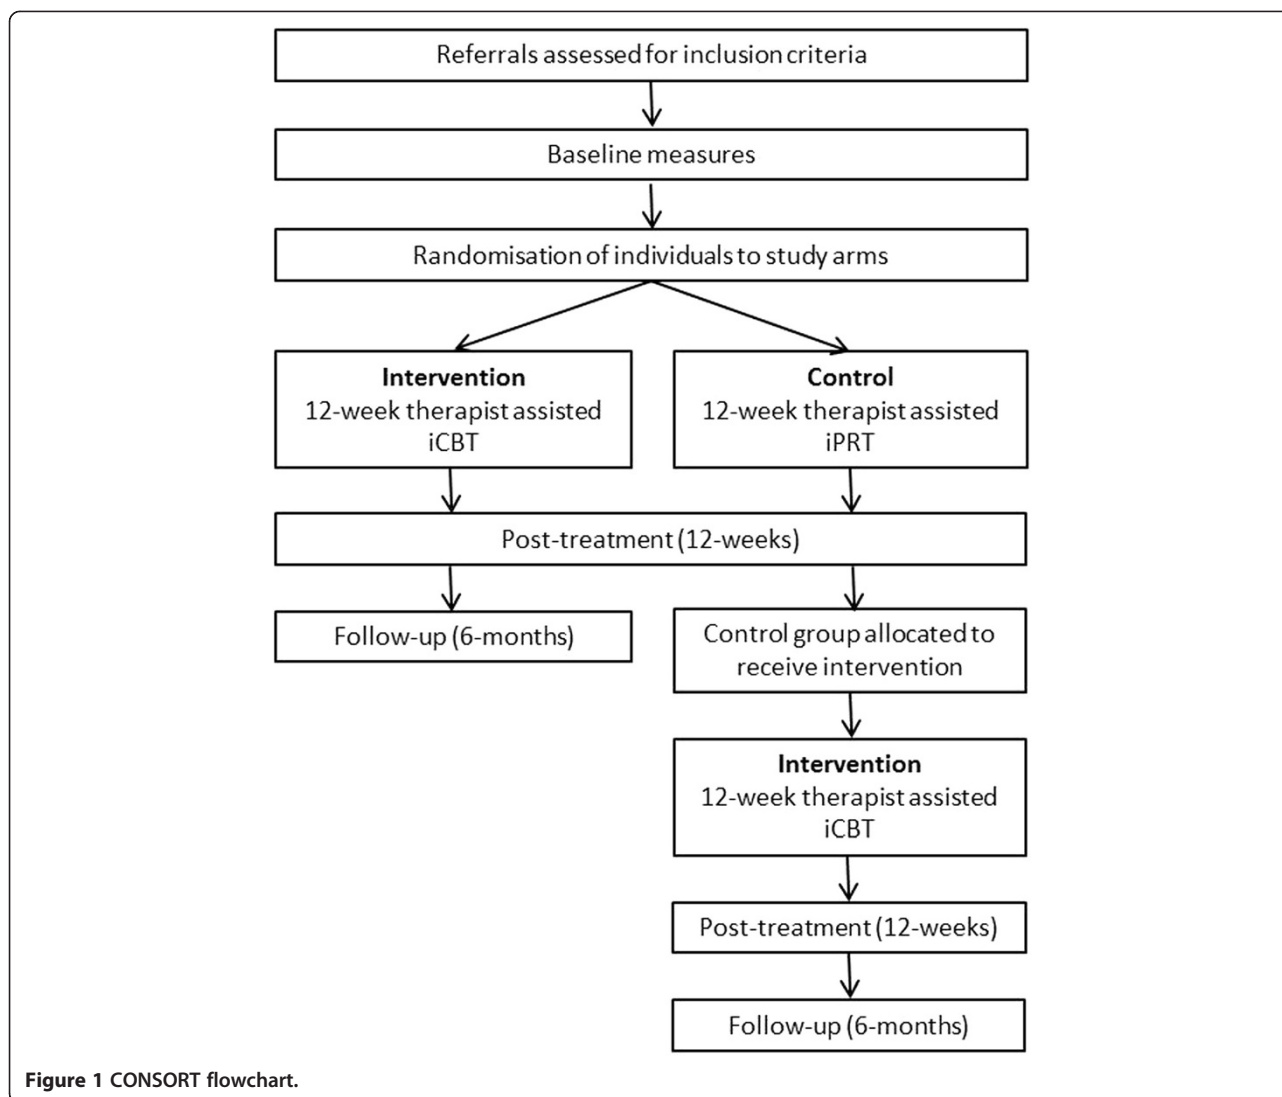 Referrals assessed for inclusion criteria
Baseline measures
Randomisation of individuals to study arms
Intervention
12-week therapist assisted
iCBT
Control
12-week therapist assisted
iPRT
Post-treatment (12-weeks)
Follow-up (6-months)
Control group allocated to
receive intervention
Intervention
12-week therapist assisted
iCBT
Post-treatment (12-weeks)
Follow-up (6-months)
Figure 1 CONSORT flowchart.